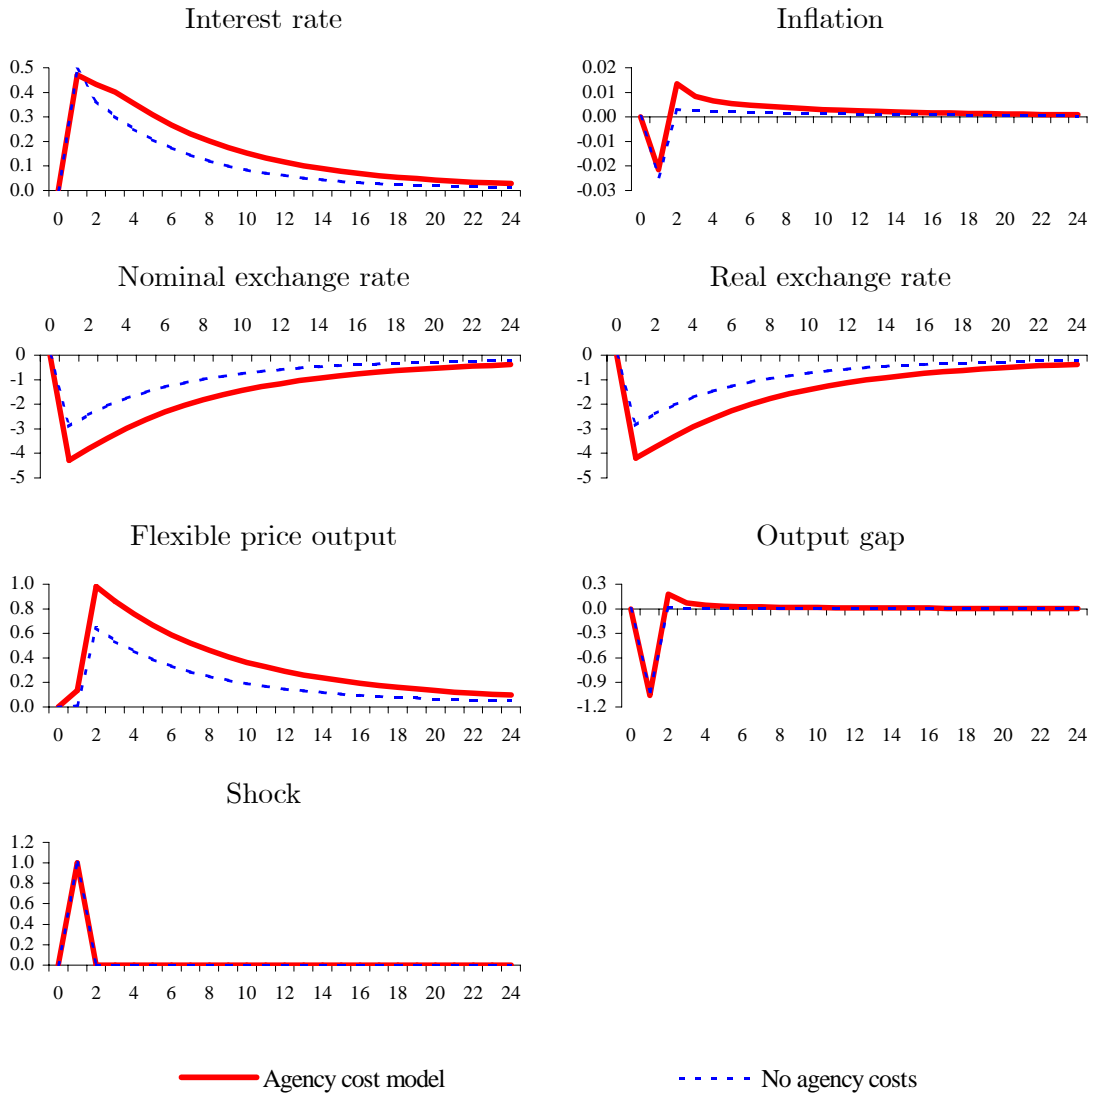 Interest rate
0.5
0.4
0.3
0.2
0.1
0.0
0 2 4 6 8 10 12 14 16 18 20 22 24
Inflation
0.02
0.01
0.00
-0.01
-0.02
-0.03
0 2 4 6 8 10 12 14 16 18 20 22 24
Nominal exchange rate
0 2 4 6 8 10 12 14 16 18 20 22 24
0
-1
-2
-3
-4
-5
Real exchange rate
0 2 4 6 8 10 12 14 16 18 20 22 24
0
-1
-2
-3
-4
-5
Flexible price output
1.0
0.8
0.6
0.4
0.2
0.0
0 2 4 6 8 10 12 14 16 18 20 22 24
Output gap
0.3
0.0
-0.3
-0.6
-0.9
-1.2
0 2 4 6 8 10 12 14 16 18 20 22 24
Shock
1.2
1.0
0.8
0.6
0.4
0.2
0.0
0 2 4 6 8 10 12 14 16 18 20 22 24
Agency cost model
No agency costs